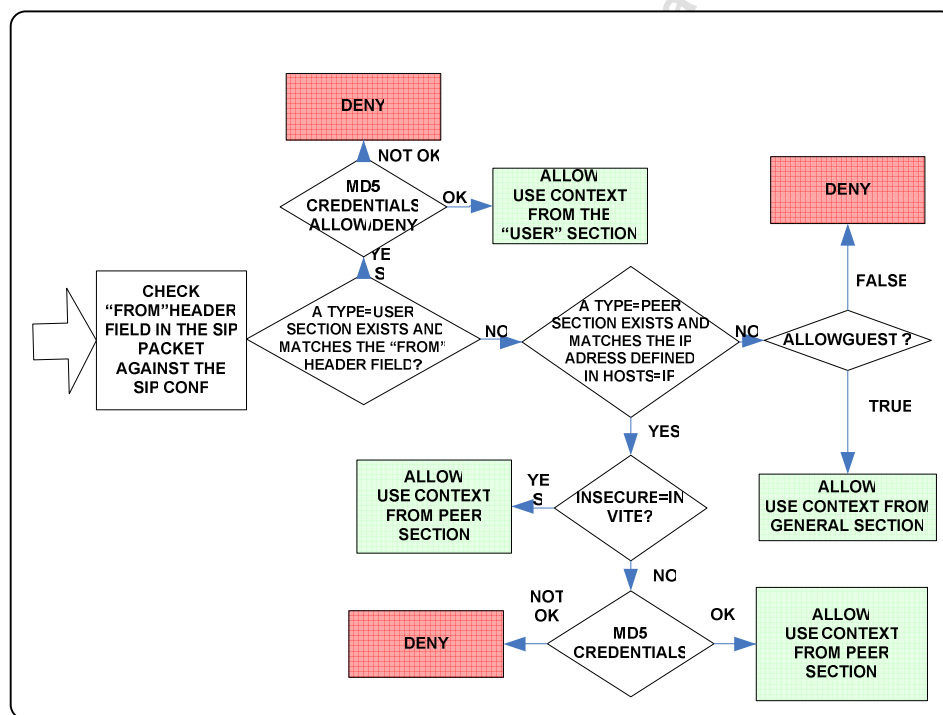 DENY
NOT OK
MD5
CREDENTIALS
ALLOW/DENY
OK
ALLOW
USE CONTEXT
FROM THE
“USER” SECTION
YE
S
DENY
FALSE
CHECK
“FROM”HEADER
FIELD IN THE SIP
PACKET
AGAINST THE
SIP CONF
A TYPE=USER
SECTION EXISTS AND
MATCHES THE “FROM”
HEADER FIELD?
NO
A TYPE=PEER
SECTION EXISTS AND
MATCHES THE IP
ADRESS DEFINED
IN HOSTS=IF
NO
ALLOWGUEST ?
TRUE
ALLOW
USE CONTEXT FROM
GENERAL SECTION
YES
INSECURE=IN
VITE?
YE
S
ALLOW
USE CONTEXT
FROM PEER
SECTION
NO
MD5
CREDENTIALS
NOT
OK
DENY
OK
ALLOW
USE CONTEXT
FROM PEER
SECTION